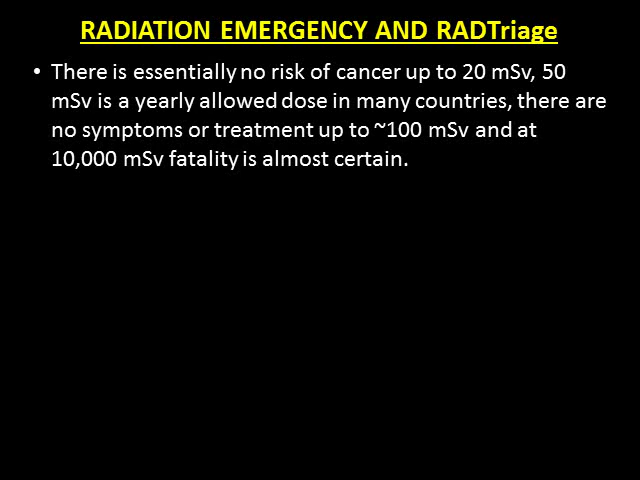 RADIATION EMERGENCY AND RADTriage
• There is essentially no risk of cancer up to 20 mSv, 50
mSv is a yearly allowed dose in many countries, there are
no symptoms or treatment up to ~100 mSv and at
10,000 mSv fatality is almost certain.